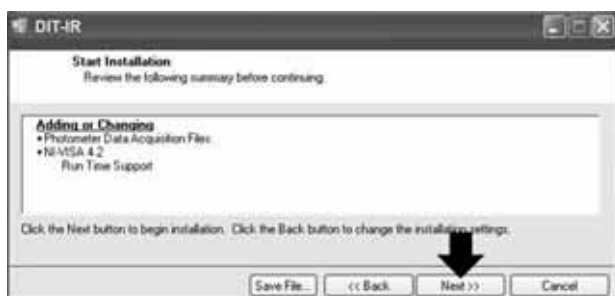 DIT-IR
Start Installation
Review the following summary before continuing.
Adding or Changing
•Photometer Data Acquisition Files
•NI-VISA 4.2
Run Time Support
Click the Next button to begin installation. Click the Back button to change the installation settings.
Save File... << Back Next >> Cancel